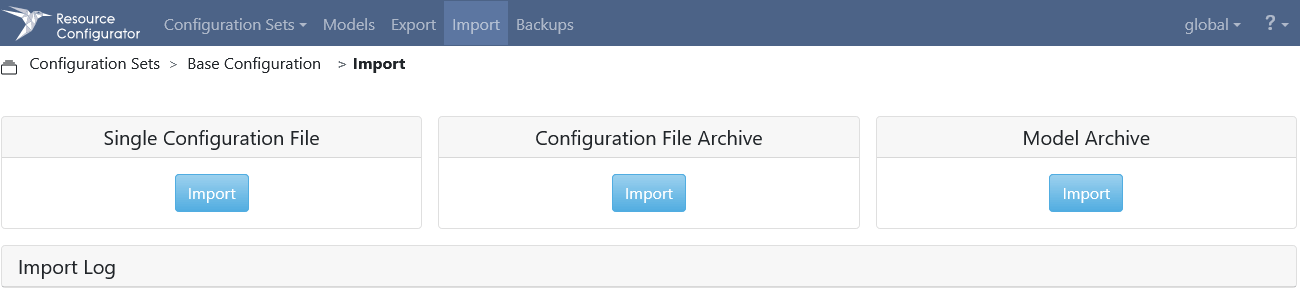 Resource Configurator
Configuration Sets Models Export Import Backups global ?
Configuration Sets > Base Configuration > Import
Single Configuration File
Import
Configuration File Archive
Import
Model Archive
Import
Import Log